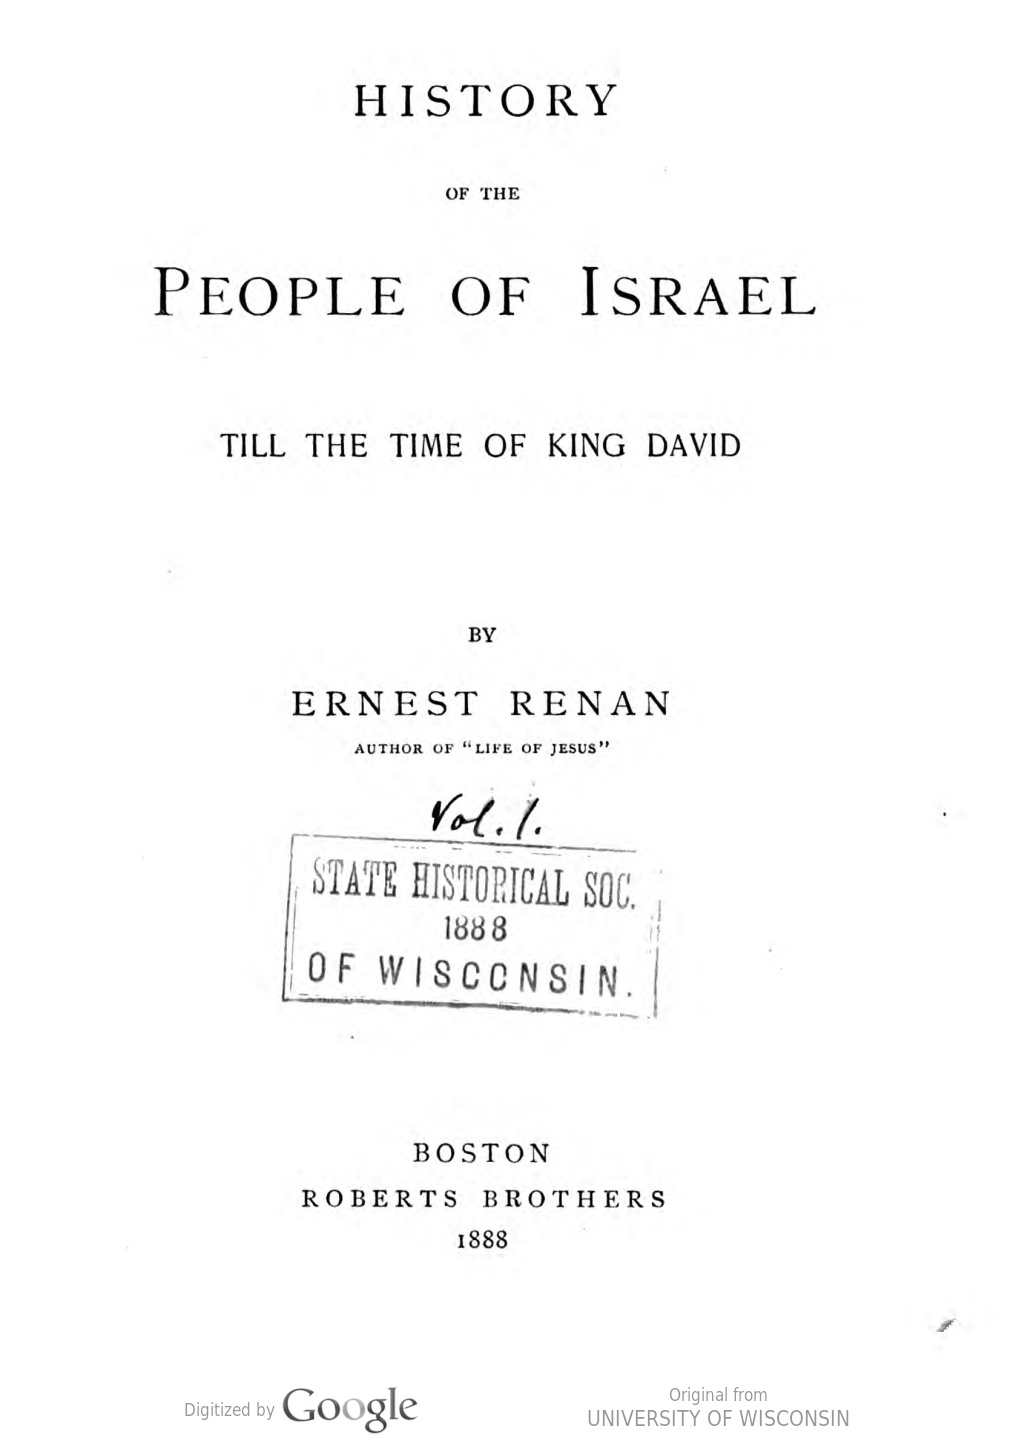 HISTORY
OF THE
PEOPLE OF ISRAEL
TILL THE TIME OF KING DAVID
BY
ERNEST RENAN
AUTHOR OF "LIFE OF JESUS"
Vol. 1.
STATE HISTORICAL SOC.
1888
OF WISCONSIN.
BOSTON
ROBERTS BROTHERS
1888
Digitized by Google
Original from
UNIVERSITY OF WISCONSIN